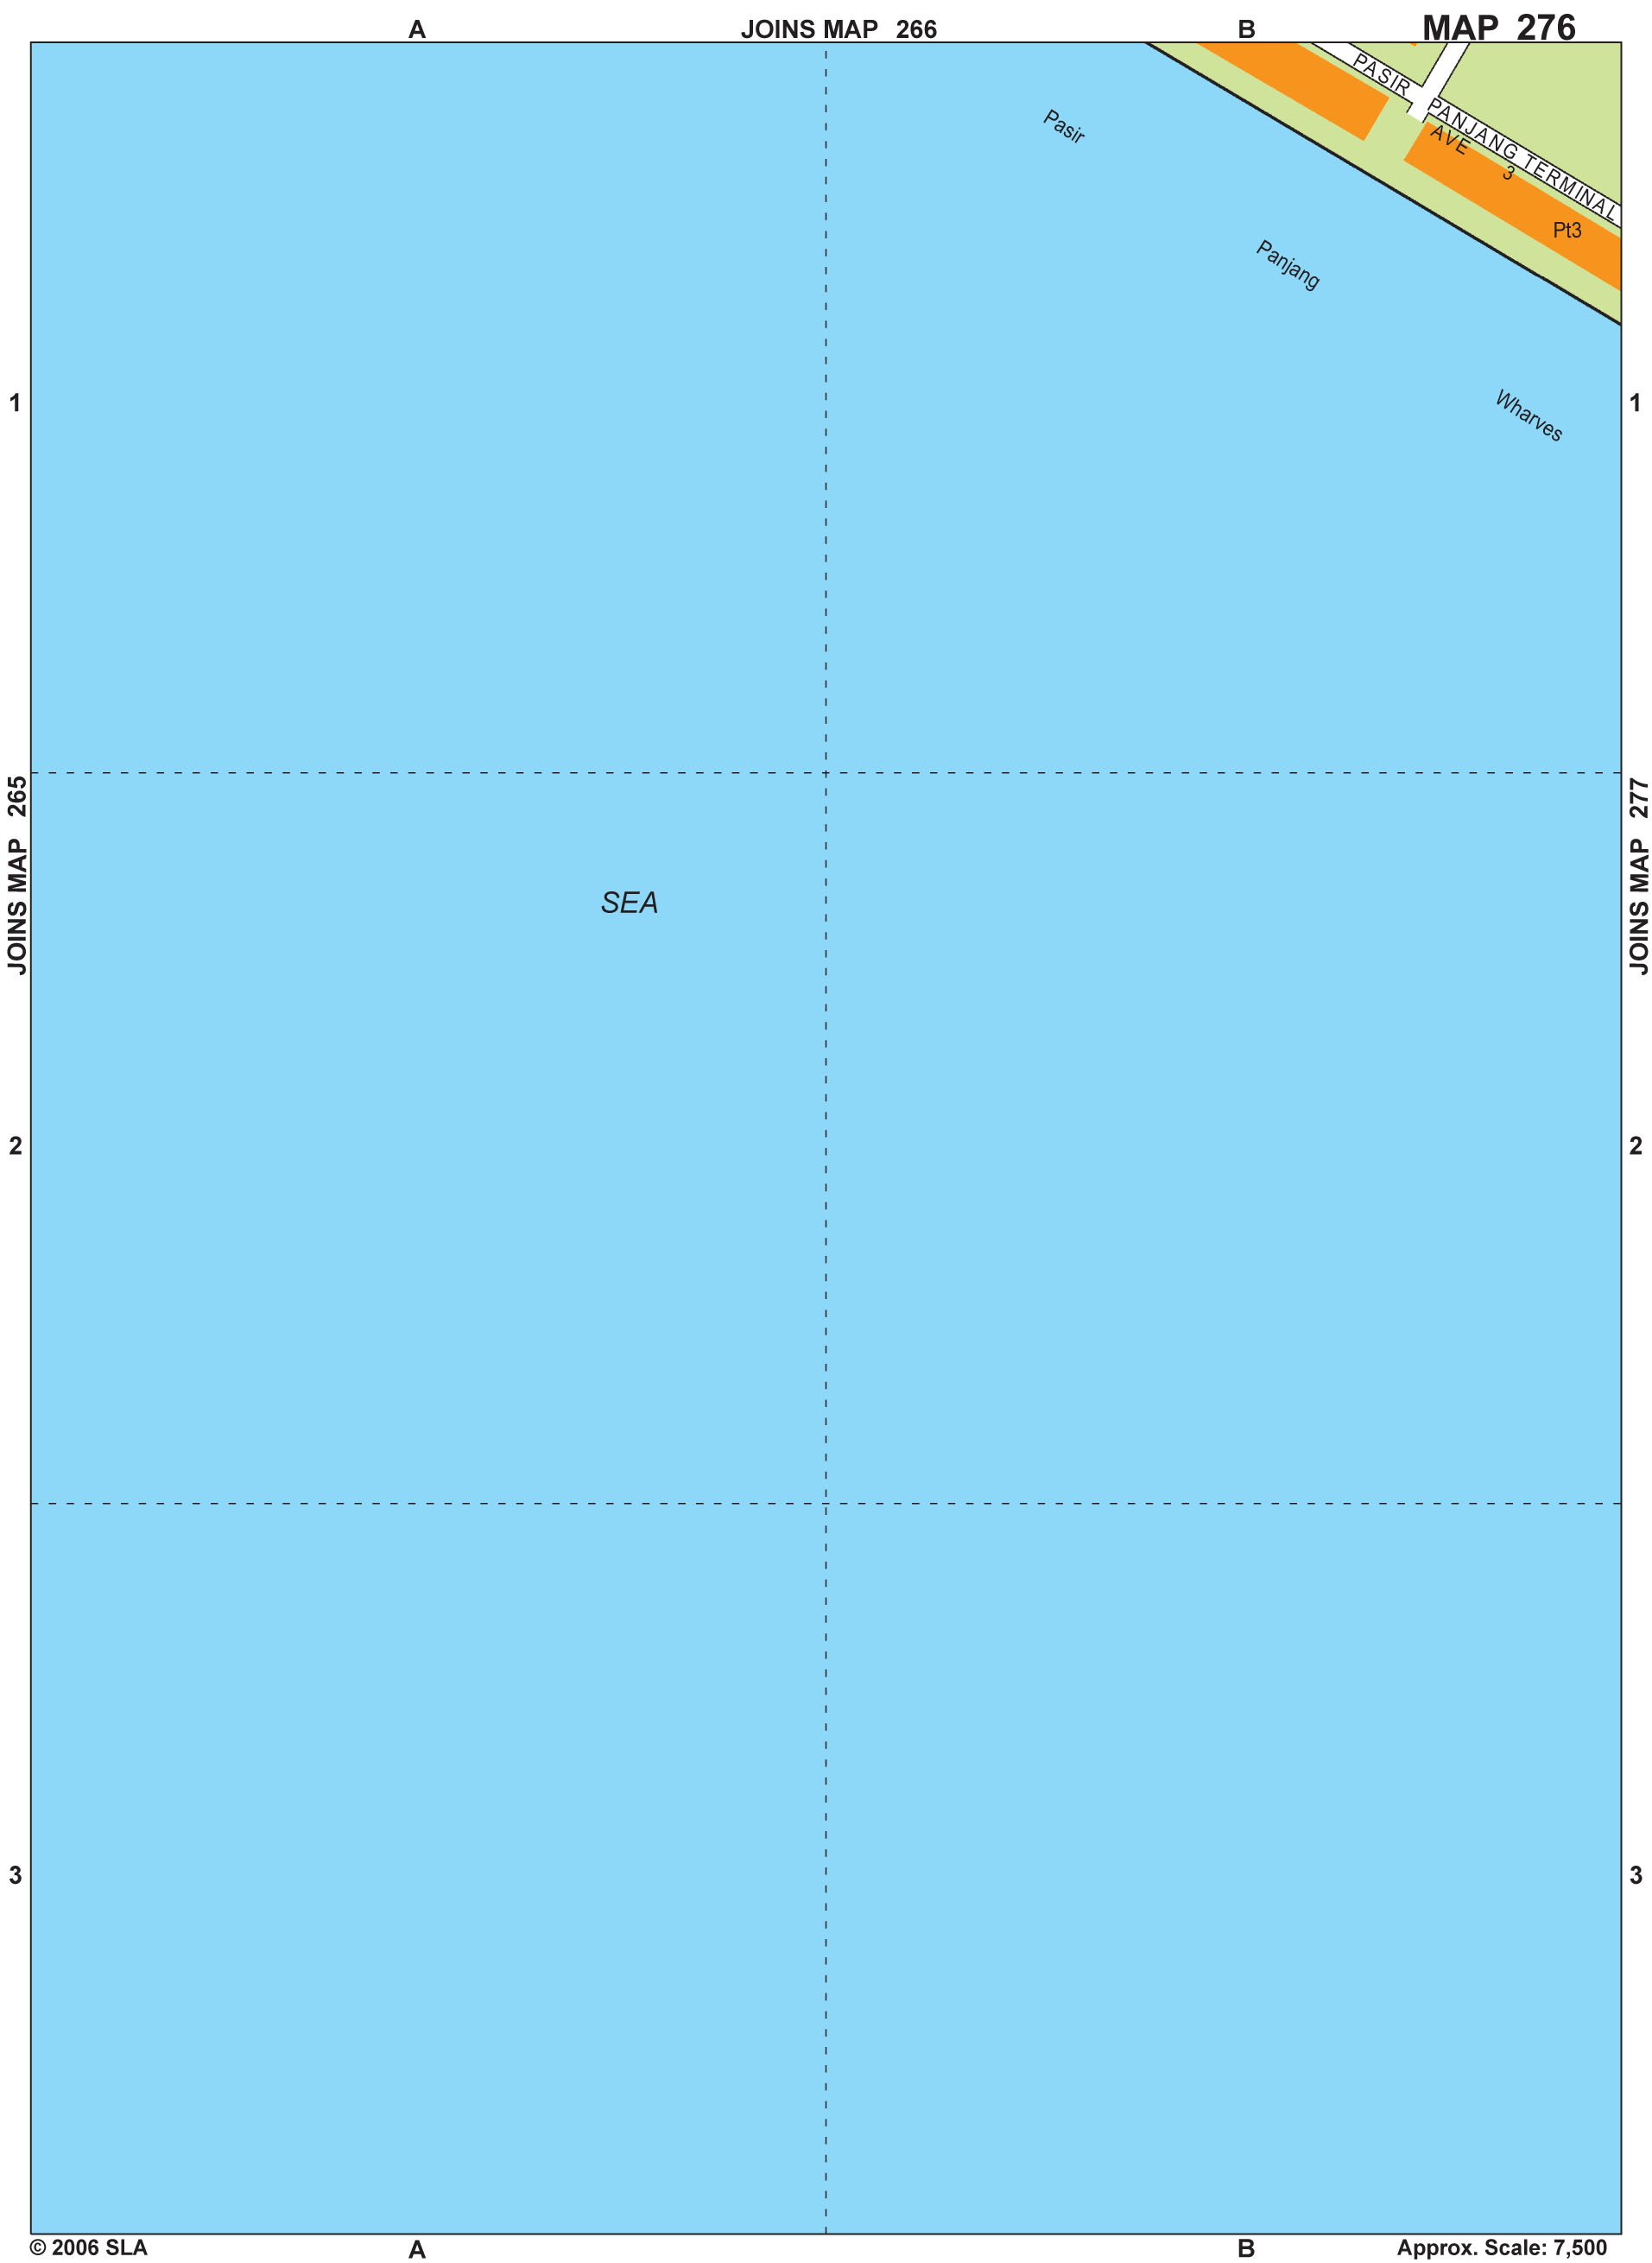 A JOINS MAP 266 B MAP 276
PASIR PANJANG TERMINAL
AVE 3
Pt3
Pasir Panjang Wharves
1 1
JOINS MAP 265
JOINS MAP 277
SEA
2 2
3 3
© 2006 SLA A B Approx. Scale: 7,500